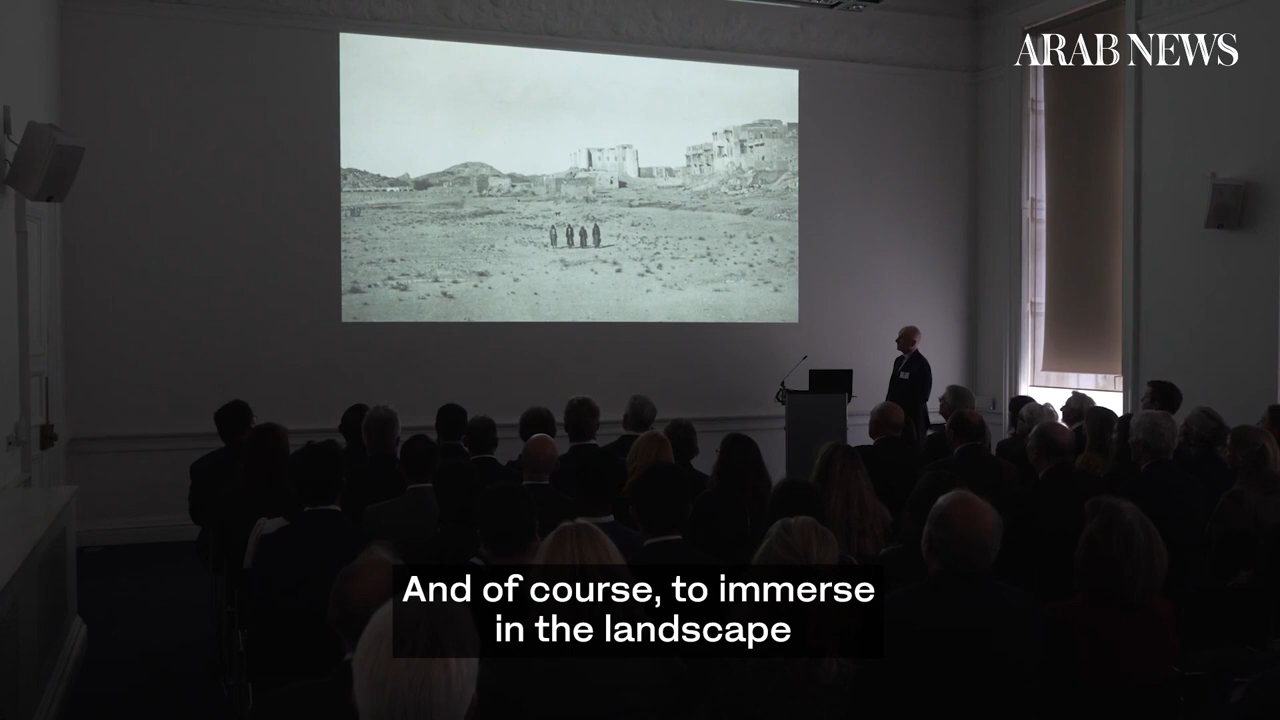 ARAB NEWS
And of course, to immerse
in the landscape